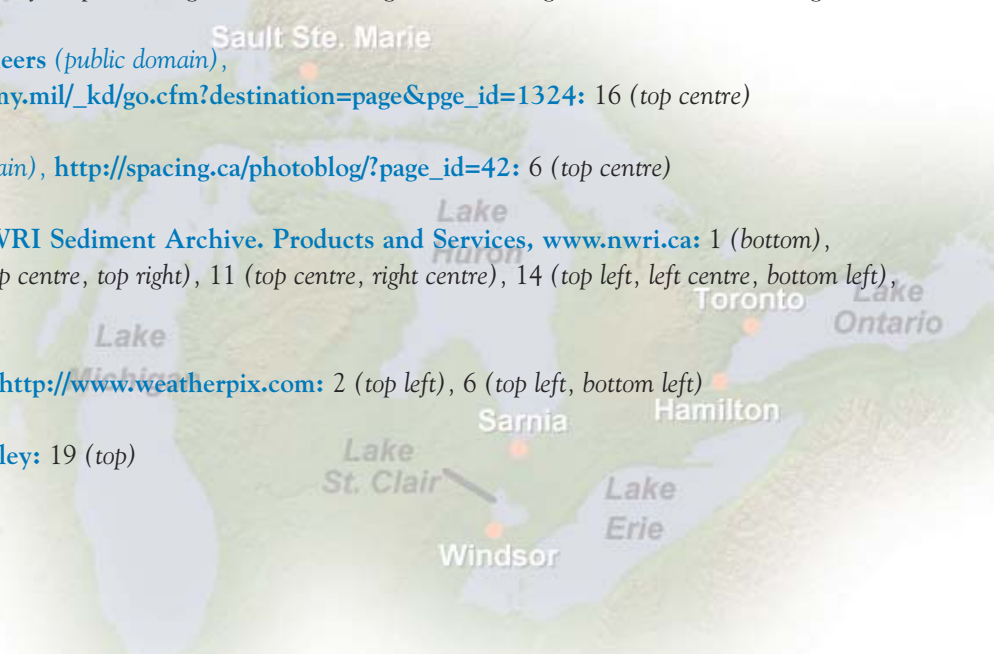 Sault Ste. Marie
eers (public domain),
ny.mil/_kd/go.cfm?destination=page&pge_id=1324: 16 (top centre)
ain), http://spacing.ca/photoblog/?page_id=42: 6 (top centre)
Lake
Huron
WRI Sediment Archive. Products and Services, www.nwri.ca: 1 (bottom),
p centre, top right), 11 (top centre, right centre), 14 (top left, left centre, bottom left),
Toronto
Lake
Ontario
Lake
Michigan
http://www.weatherpix.com: 2 (top left), 6 (top left, bottom left)
Hamilton
Sarnia
ley: 19 (top)
Lake
St. Clair
Lake
Erie
Windsor